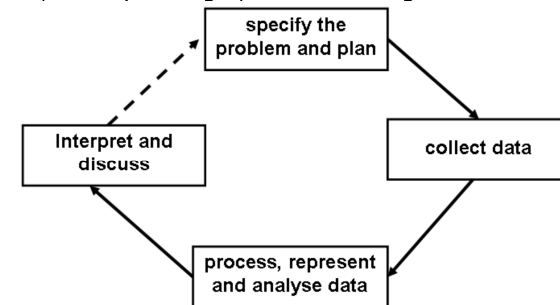 specify the
problem and plan
collect data
process, represent
and analyse data
Interpret and
discuss